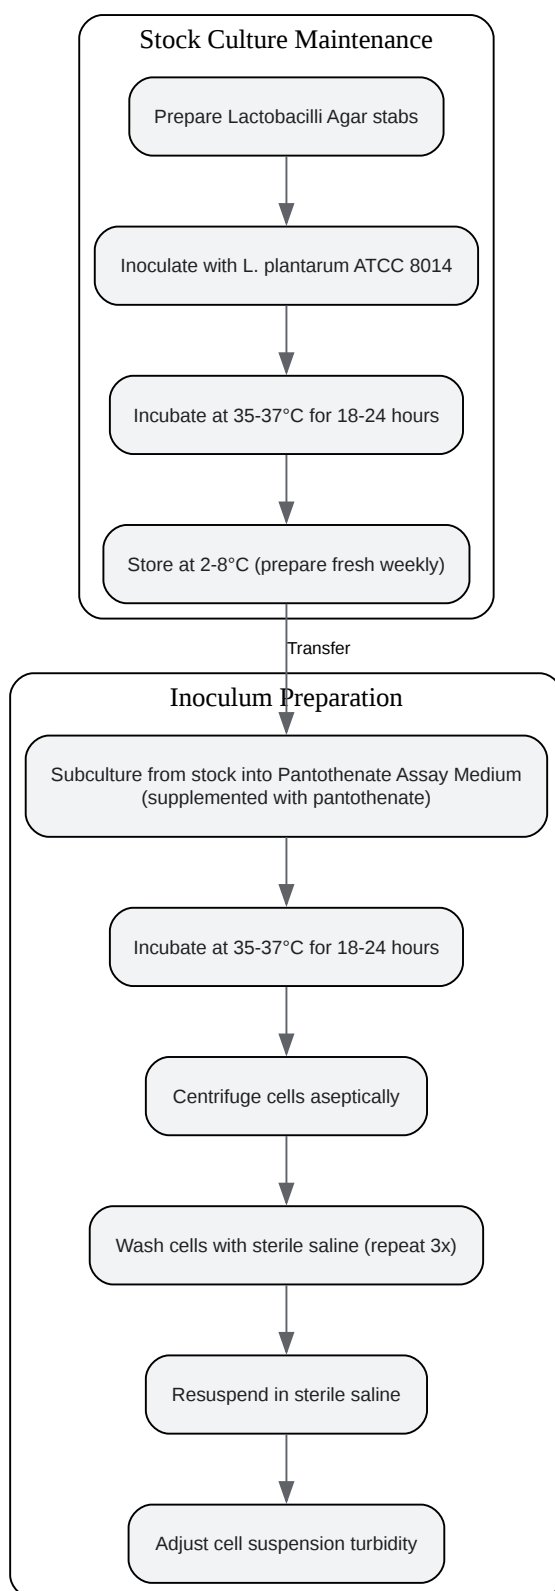 Stock Culture Maintenance
Prepare Lactobacilli Agar stabs
Inoculate with L. plantarum ATCC 8014
Incubate at 35-37°C for 18-24 hours
Store at 2-8°C (prepare fresh weekly)
Transfer
Inoculum Preparation
Subculture from stock into Pantothenate Assay Medium
(supplemented with pantothenate)
Incubate at 35-37°C for 18-24 hours
Centrifuge cells aseptically
Wash cells with sterile saline (repeat 3x)
Resuspend in sterile saline
Adjust cell suspension turbidity